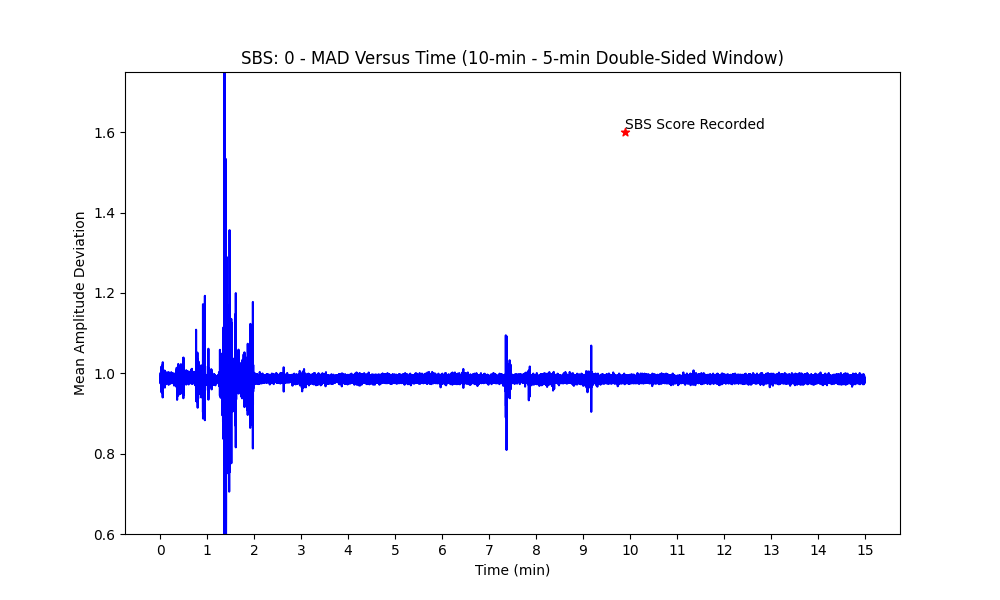 SBS: 0 - MAD Versus Time (10-min - 5-min Double-Sided Window)
SBS Score Recorded
Mean Amplitude Deviation
1.6
1.4
1.2
1.0
0.8
0.6
0 1 2 3 4 5 6 7 8 9 10 11 12 13 14 15
Time (min)